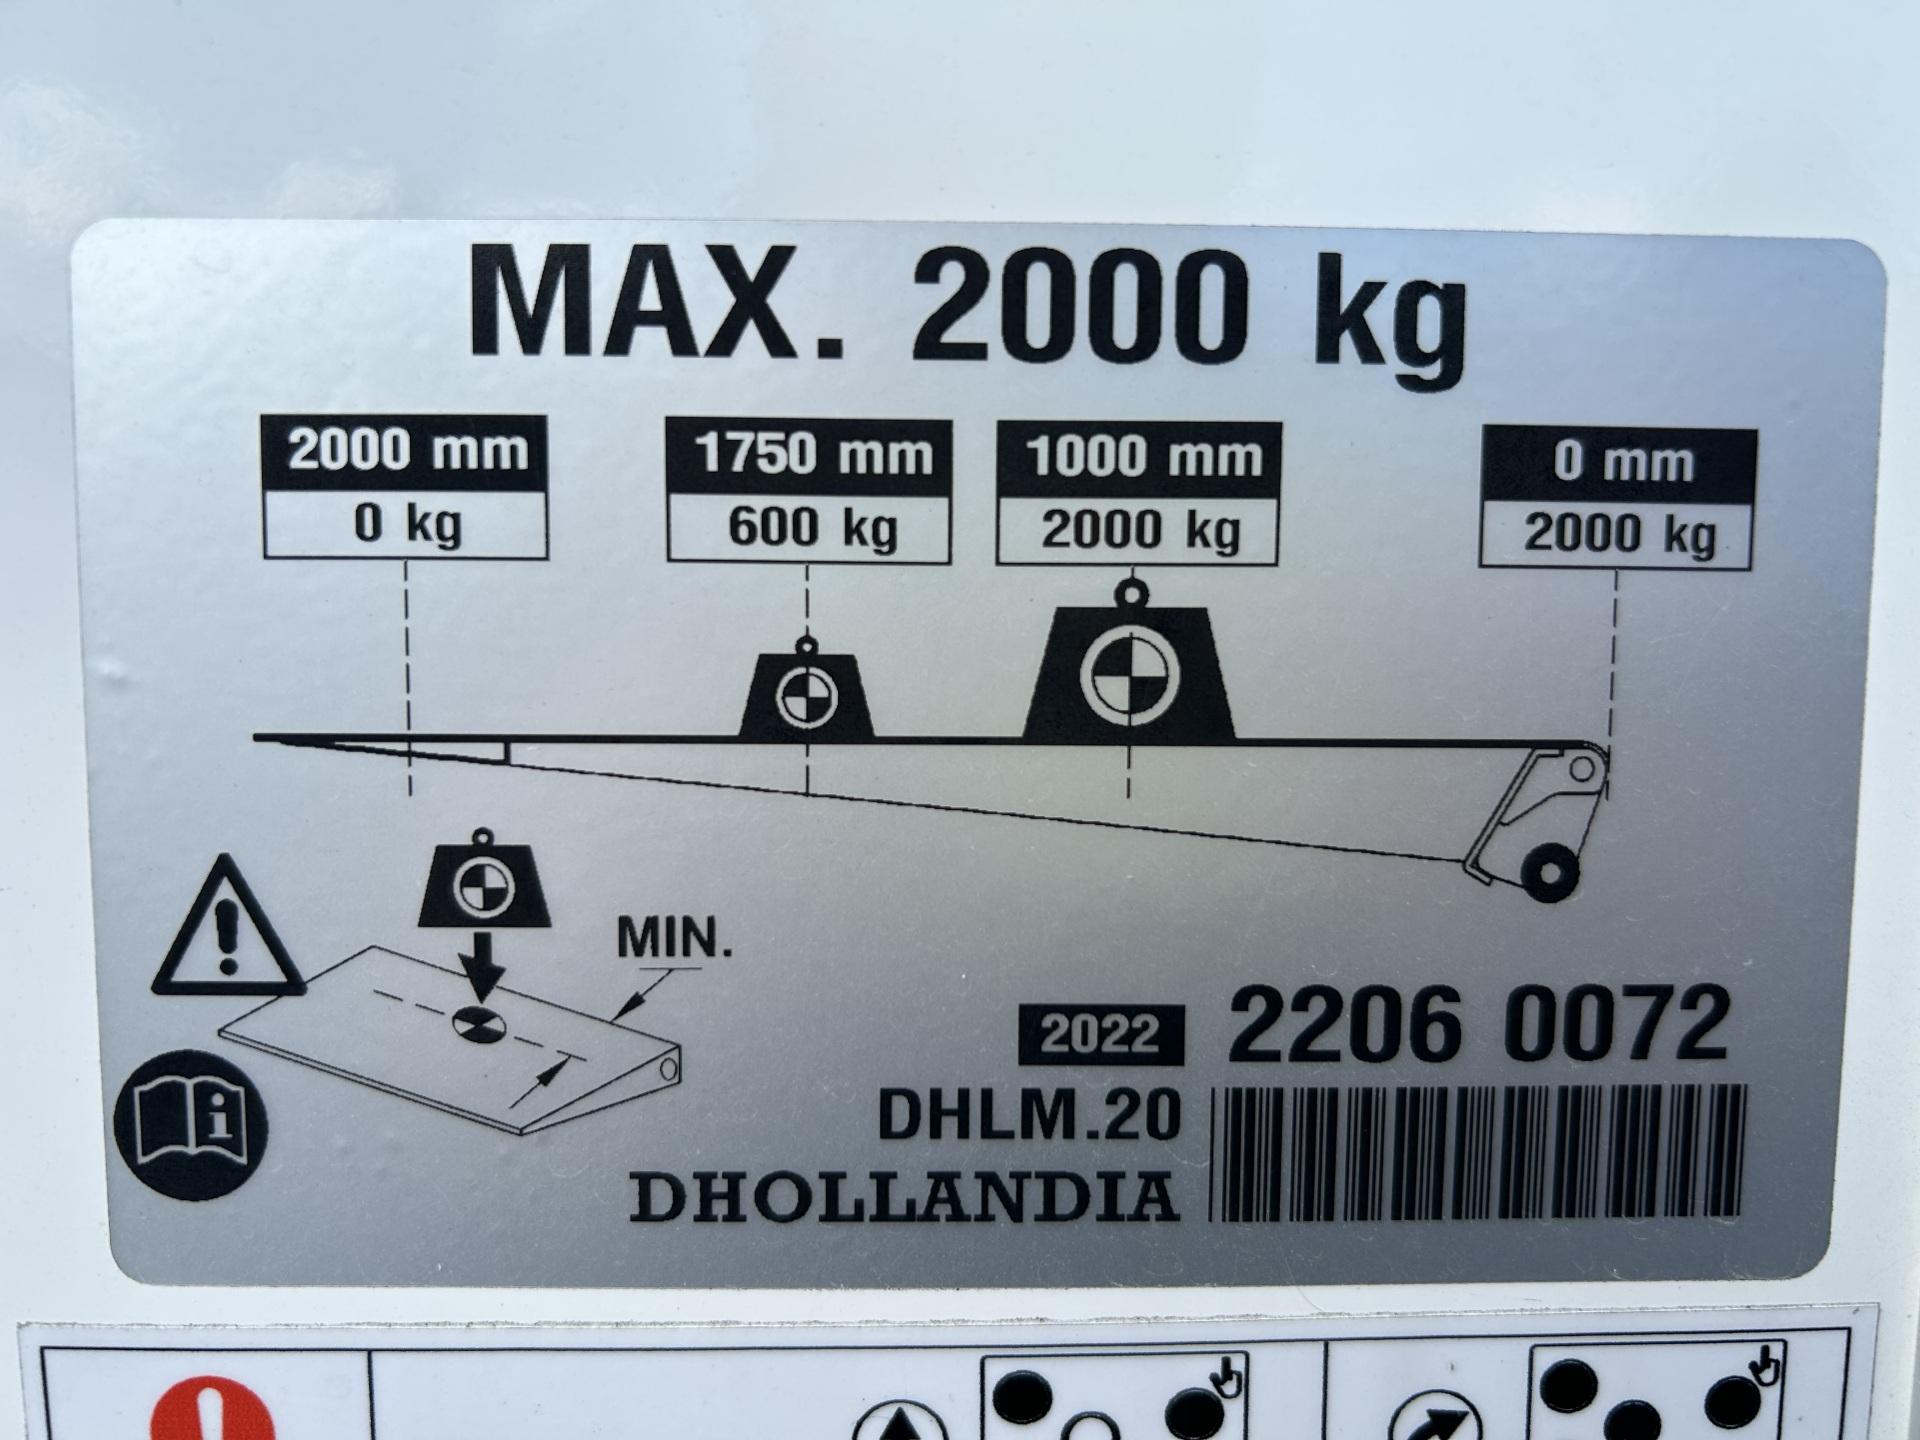 MAX. 2000 kg
2000 mm
0 kg
1750 mm
600 kg
1000 mm
2000 kg
0 mm
2000 kg
MIN.
2022 2206 0072
DHLM.20
DHOLLANDIA